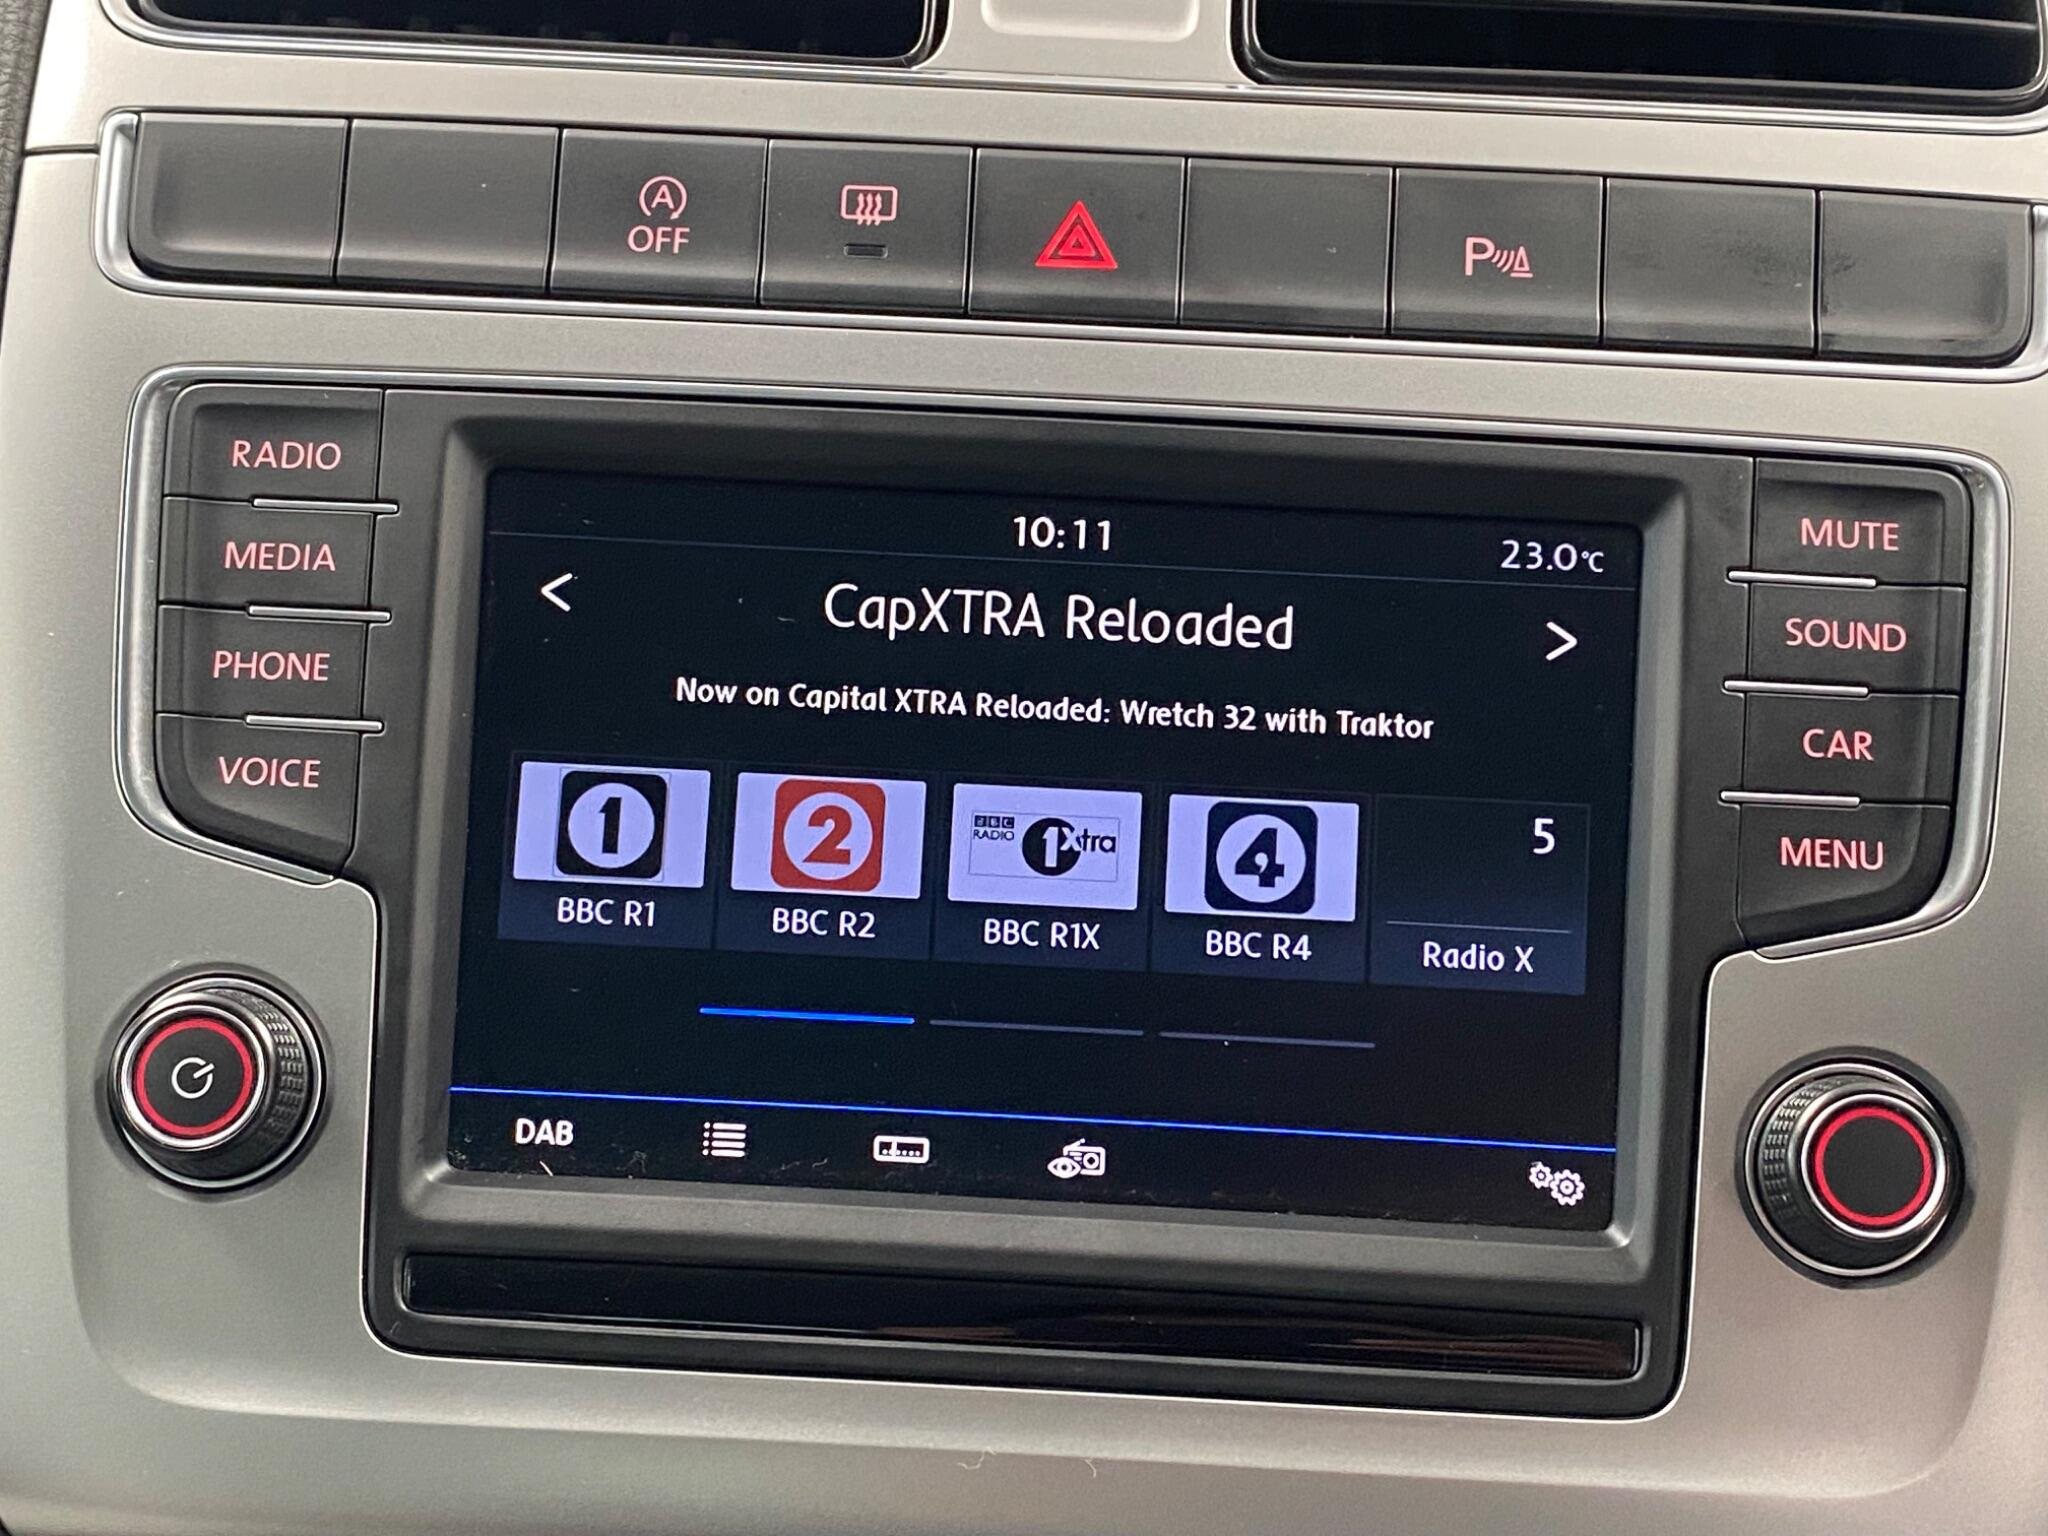 A
OFF
P
RADIO
MEDIA
PHONE
VOICE
10:11
23.0°C
< CapXTRA Reloaded >
Now on Capital XTRA Reloaded: Wretch 32 with Traktor
1
2
BBC
RADIO 1Xtra
4
5
BBC R1
BBC R2
BBC R1X
BBC R4
Radio X
DAB
MUTE
SOUND
CAR
MENU